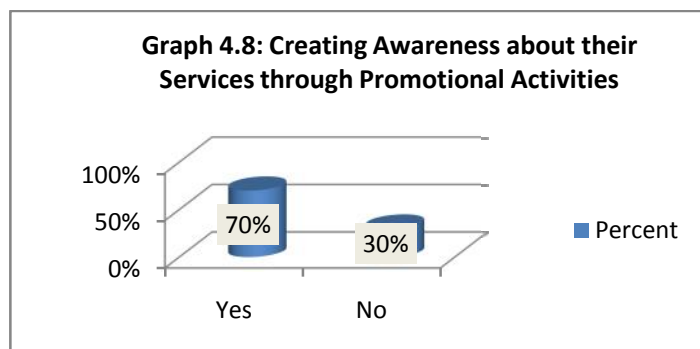 Graph 4.8: Creating Awareness about their
Services through Promotional Activities
100%
50%
0%
70%
30%
Yes
No
Percent